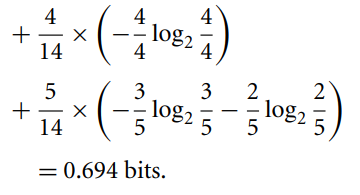 + 4/14 × (−4/4 log₂ 4/4)
+ 5/14 × (−3/5 log₂ 3/5 − 2/5 log₂ 2/5)
= 0.694 bits.